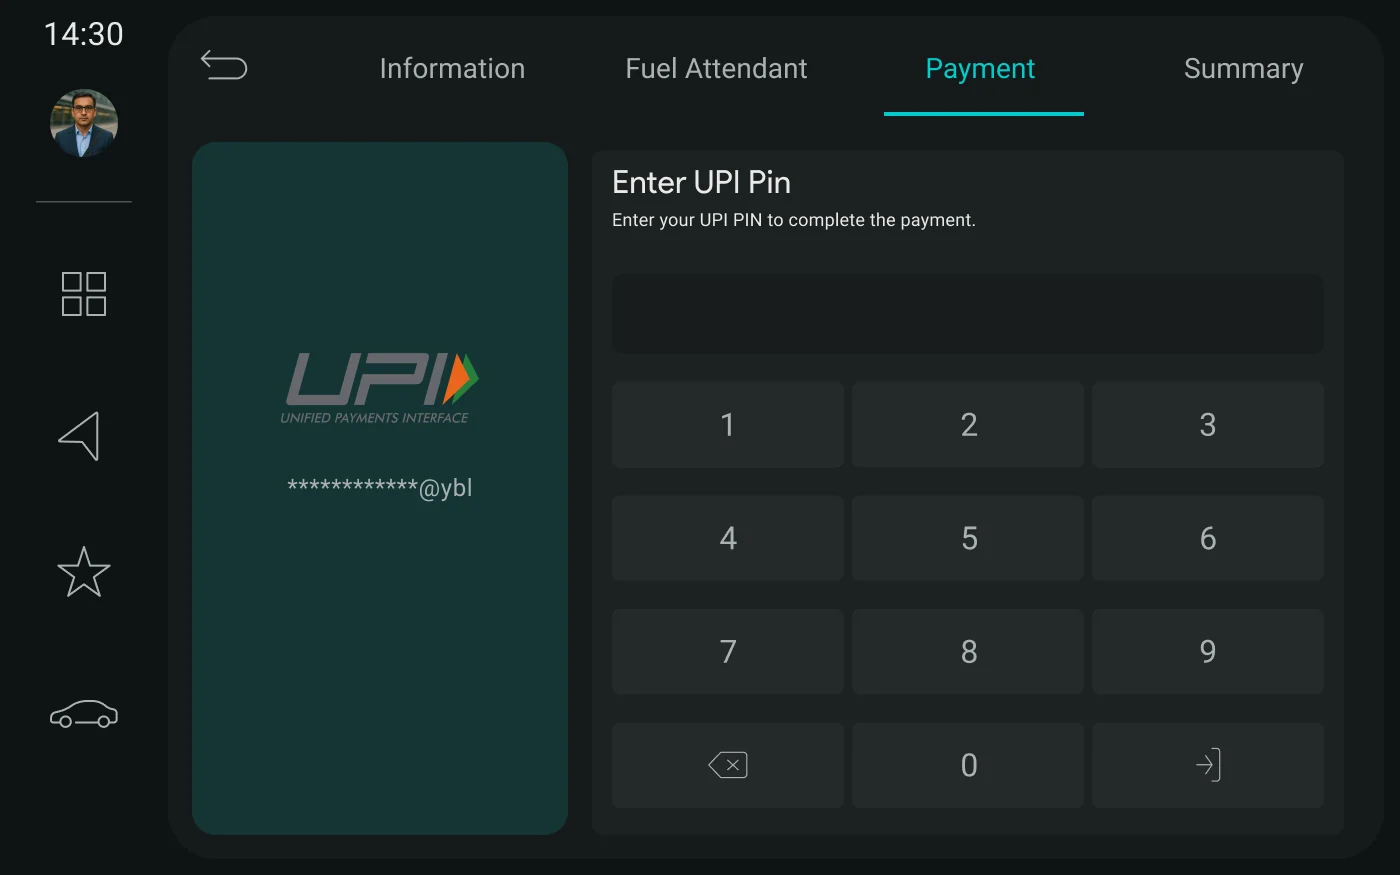 14:30
Information
Fuel Attendant
Payment
Summary
UPI
UNIFIED PAYMENTS INTERFACE
************@ybl
Enter UPI Pin
Enter your UPI PIN to complete the payment.
1 2 3
4 5 6
7 8 9
0